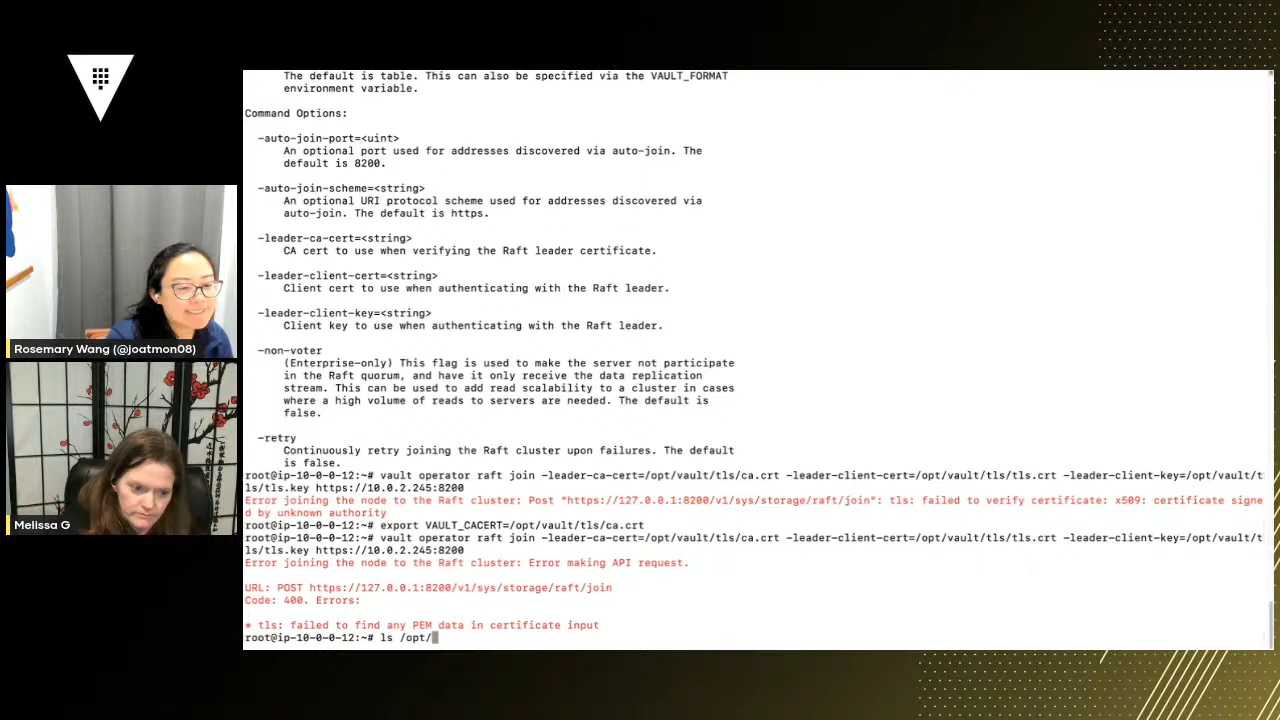 The default is table. This can also be specified via the VAULT_FORMAT
environment variable.
Command Options:
-auto-join-port=<uint>
An optional port used for addresses discovered via auto-join. The
default is 8200.
-auto-join-scheme=<string>
An optional URI protocol scheme used for addresses discovered via
auto-join. The default is https.
-leader-ca-cert=<string>
CA cert to use when verifying the Raft leader certificate.
-leader-client-cert=<string>
Client cert to use when authenticating with the Raft leader.
-leader-client-key=<string>
Client key to use when authenticating with the Raft leader.
-non-voter
(Enterprise-only) This flag is used to make the server not participate
in the Raft quorum, and have it only receive the data replication
stream. This can be used to add read scalability to a cluster in cases
where a high volume of reads to servers are needed. The default is
false.
-retry
Continuously retry joining the Raft cluster upon failures. The default
is false.
root@ip-10-0-0-12:~# vault operator raft join -leader-ca-cert=/opt/vault/tls/ca.crt -leader-client-cert=/opt/vault/tls/tls.crt -leader-client-key=/opt/vault/t
ls/tls.key https://10.0.2.245:8200
Error joining the node to the Raft cluster: Post "https://127.0.0.1:8200/v1/sys/storage/raft/join": tls: failed to verify certificate: x509: certificate signe
d by unknown authority
root@ip-10-0-0-12:~# export VAULT_CACERT=/opt/vault/tls/ca.crt
root@ip-10-0-0-12:~# vault operator raft join -leader-ca-cert=/opt/vault/tls/ca.crt -leader-client-cert=/opt/vault/tls/tls.crt -leader-client-key=/opt/vault/t
ls/tls.key https://10.0.2.245:8200
Error joining the node to the Raft cluster: Error making API request.
URL: POST https://127.0.0.1:8200/v1/sys/storage/raft/join
Code: 400. Errors:
* tls: failed to find any PEM data in certificate input
root@ip-10-0-0-12:~# ls /opt/
Rosemary Wang (@joatmon08)
Melissa G